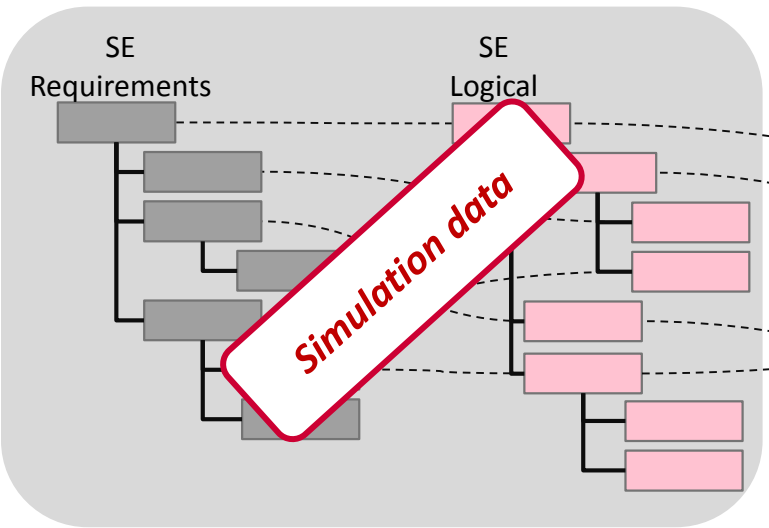 SE
Requirements
SE
Logical
Simulation data